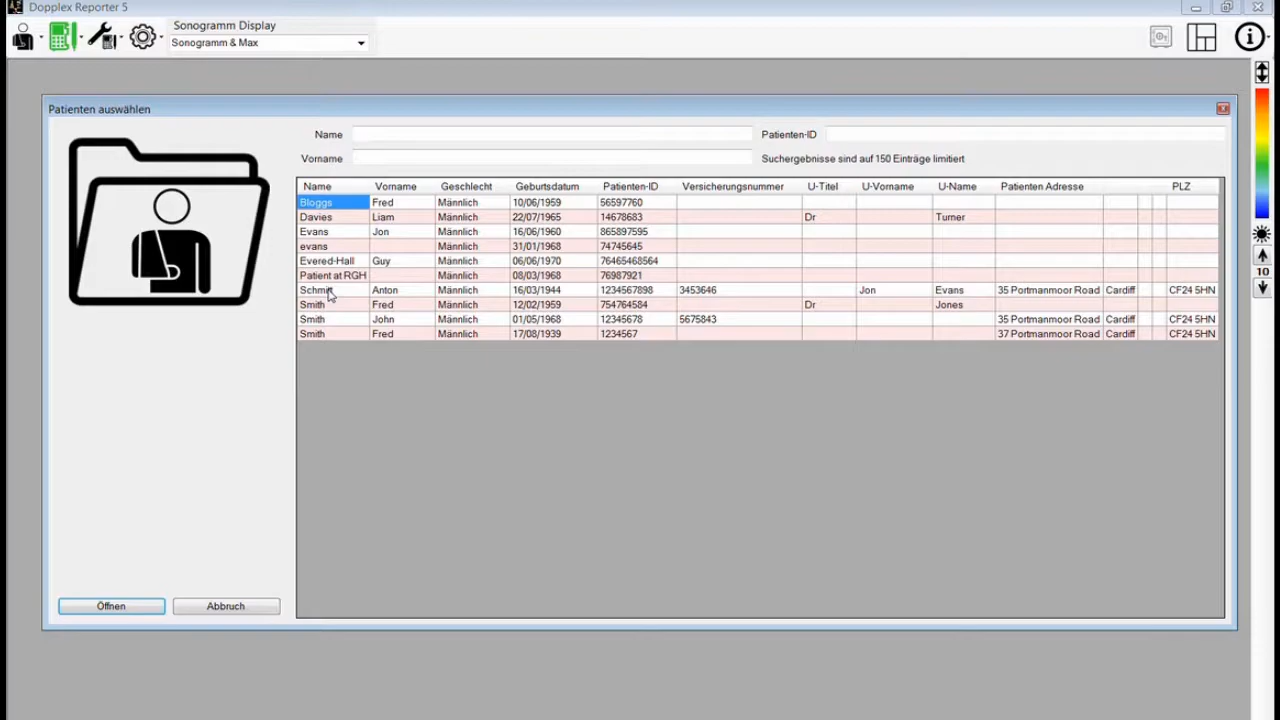 Dopplex Reporter 5
Sonogramm Display
Sonogramm & Max
Patienten auswählen
Name
Patienten-ID
Vorname
Suchergebnisse sind auf 150 Einträge limitiert
Name Vorname Geschlecht Geburtsdatum Patienten-ID Versicherungsnummer U-Titel U-Vorname U-Name Patienten Adresse PLZ
Bloggs Fred Männlich 10/06/1959 56597760
Davies Liam Männlich 22/07/1965 14678683 Dr Turner
Evans Jon Männlich 16/06/1960 865897595
evans Männlich 31/01/1968 74745645
Evered-Hall Guy Männlich 06/06/1970 76465468564
Patient at RGH Männlich 08/03/1968 76987921
Schmitt Anton Männlich 16/03/1944 1234567898 3453646 Jon Evans 35 Portmanmoor Road Cardiff CF24 5HN
Smith Fred Männlich 12/02/1959 754764584 Dr Jones
Smith John Männlich 01/05/1968 12345678 5675843 35 Portmanmoor Road Cardiff CF24 5HN
Smith Fred Männlich 17/08/1939 1234567 37 Portmanmoor Road Cardiff CF24 5HN
Öffnen
Abbruch
10